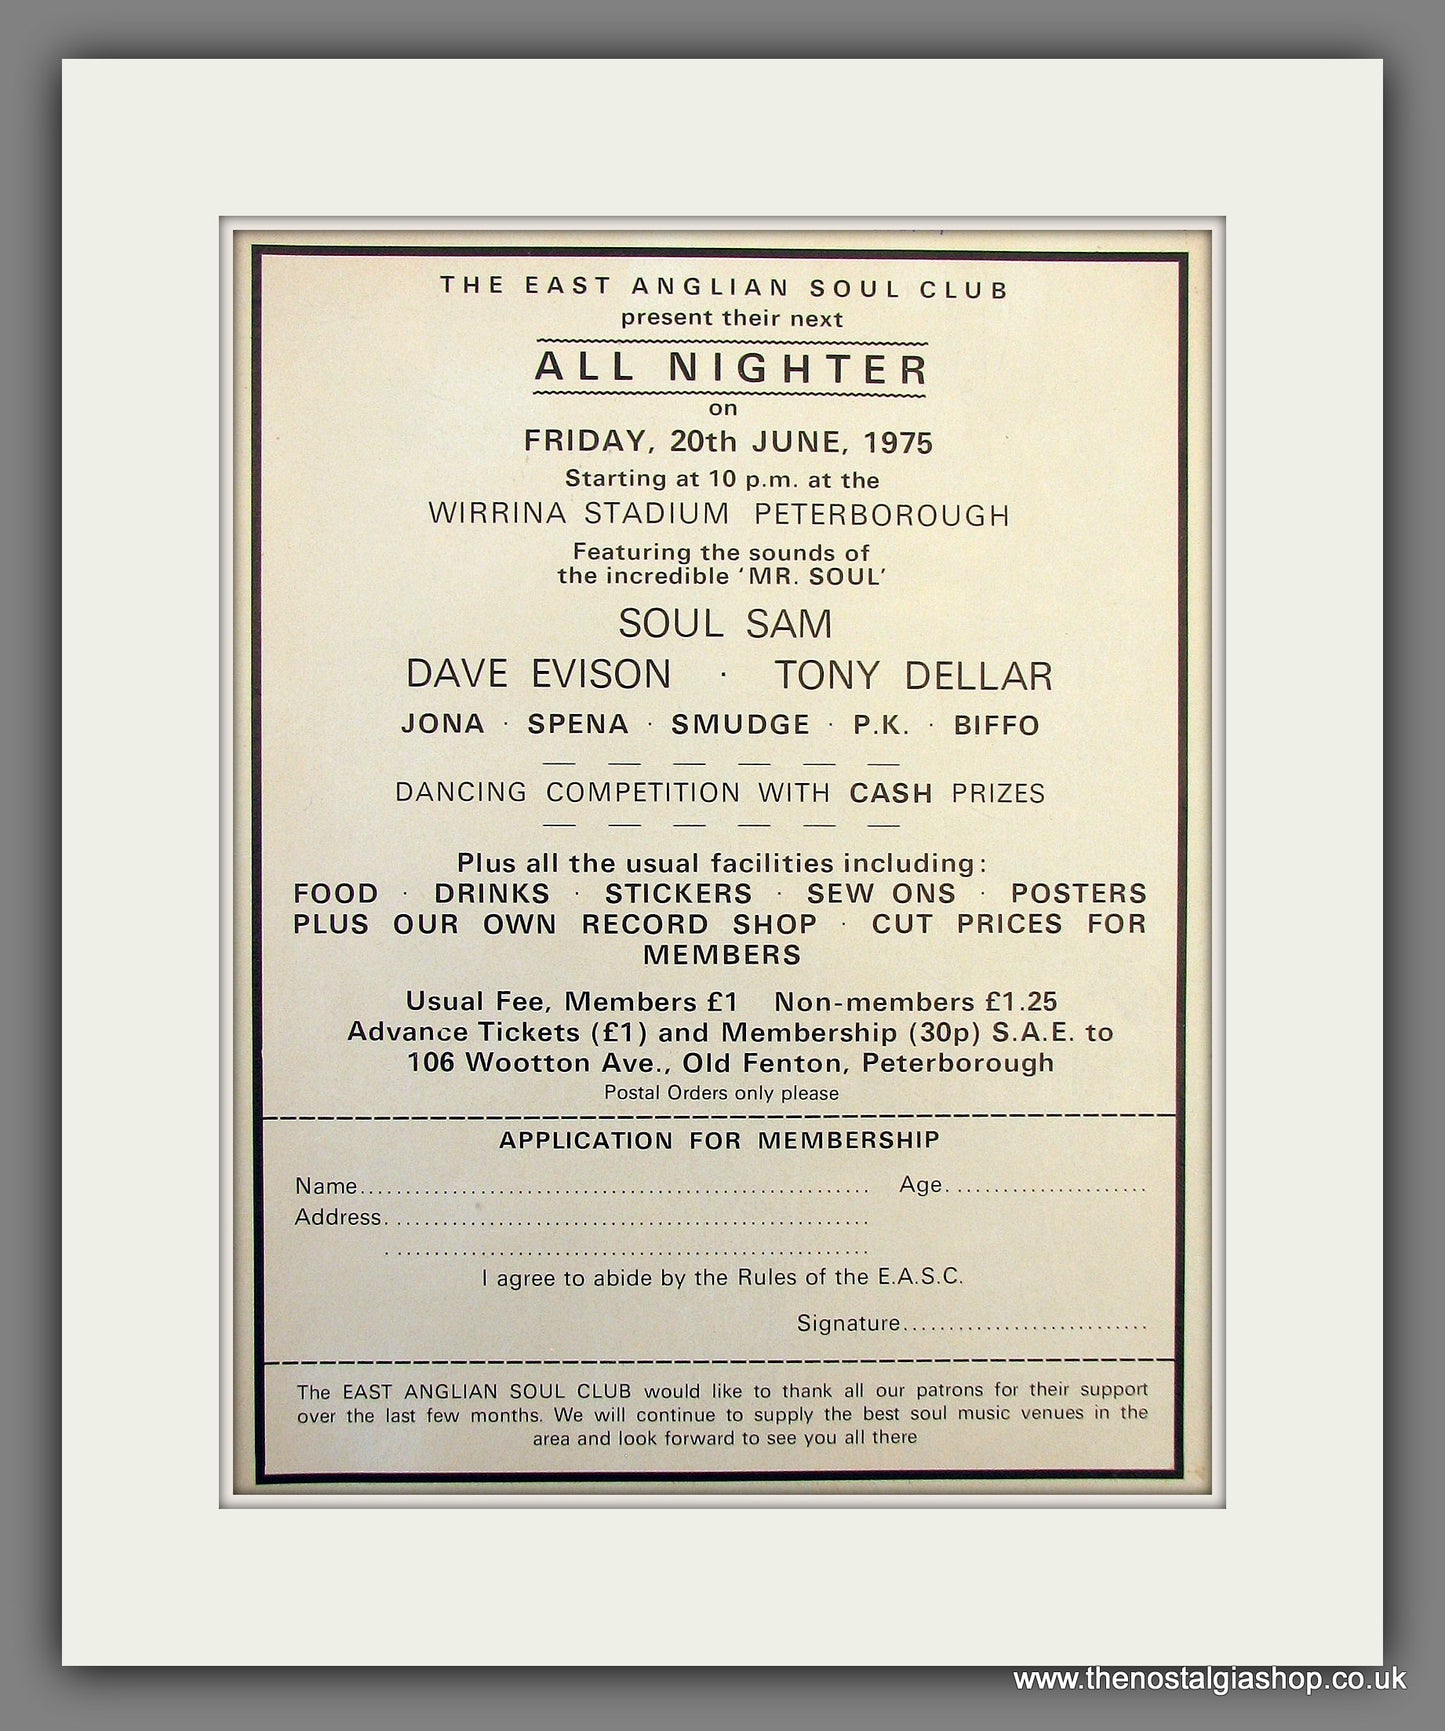 THE EAST ANGLIAN SOUL CLUB
present their next
ALL NIGHTER
on
FRIDAY, 20th JUNE, 1975
Starting at 10 p.m. at the
WIRRINA STADIUM PETERBOROUGH
Featuring the sounds of
the incredible ‘MR. SOUL’
SOUL SAM
DAVE EVISON · TONY DELLAR
JONA · SPENA · SMUDGE · P.K. · BIFFO
DANCING COMPETITION WITH CASH PRIZES
Plus all the usual facilities including:
FOOD · DRINKS · STICKERS · SEW ONS · POSTERS
PLUS OUR OWN RECORD SHOP · CUT PRICES FOR
MEMBERS
Usual Fee, Members £1 Non-members £1.25
Advance Tickets (£1) and Membership (30p) S.A.E. to
106 Wootton Ave., Old Fenton, Peterborough
Postal Orders only please
APPLICATION FOR MEMBERSHIP
Name........................................................ Age.......................
Address......................................................
......................................................
I agree to abide by the Rules of the E.A.S.C.
Signature...........................
The EAST ANGLIAN SOUL CLUB would like to thank all our patrons for their support
over the last few months. We will continue to supply the best soul music venues in the
area and look forward to see you all there
www.thenostalgiashop.co.uk